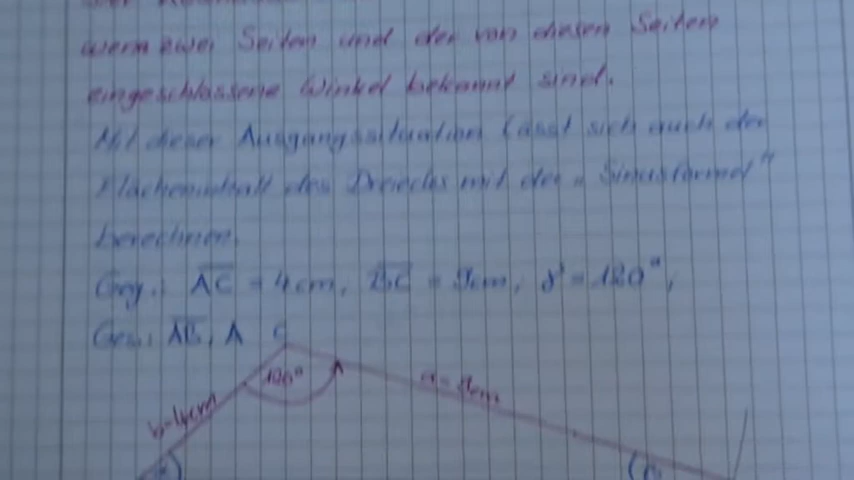 wenn zwei Seiten und der von diesen Seiten
eingeschlossene Winkel bekannt sind.
Mit dieser Ausgangssituation lässt sich auch der
Flächeninhalt des Dreiecks mit der „Sinusformel"
berechnen.
Geg.: AC = 4cm, BC = 9cm, γ = 120°,
Ges.: AB, A
C
120°
b=4cm